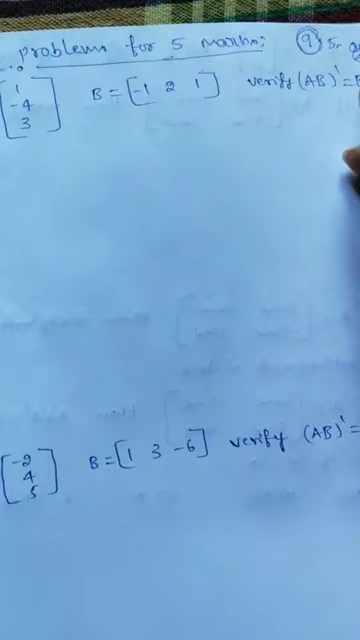 Problems for 5 marks:
[1 -4 3] B = [-1 2 1] verify (AB)' =
[-2 4 5] B = [1 3 -6] verify (AB)' =